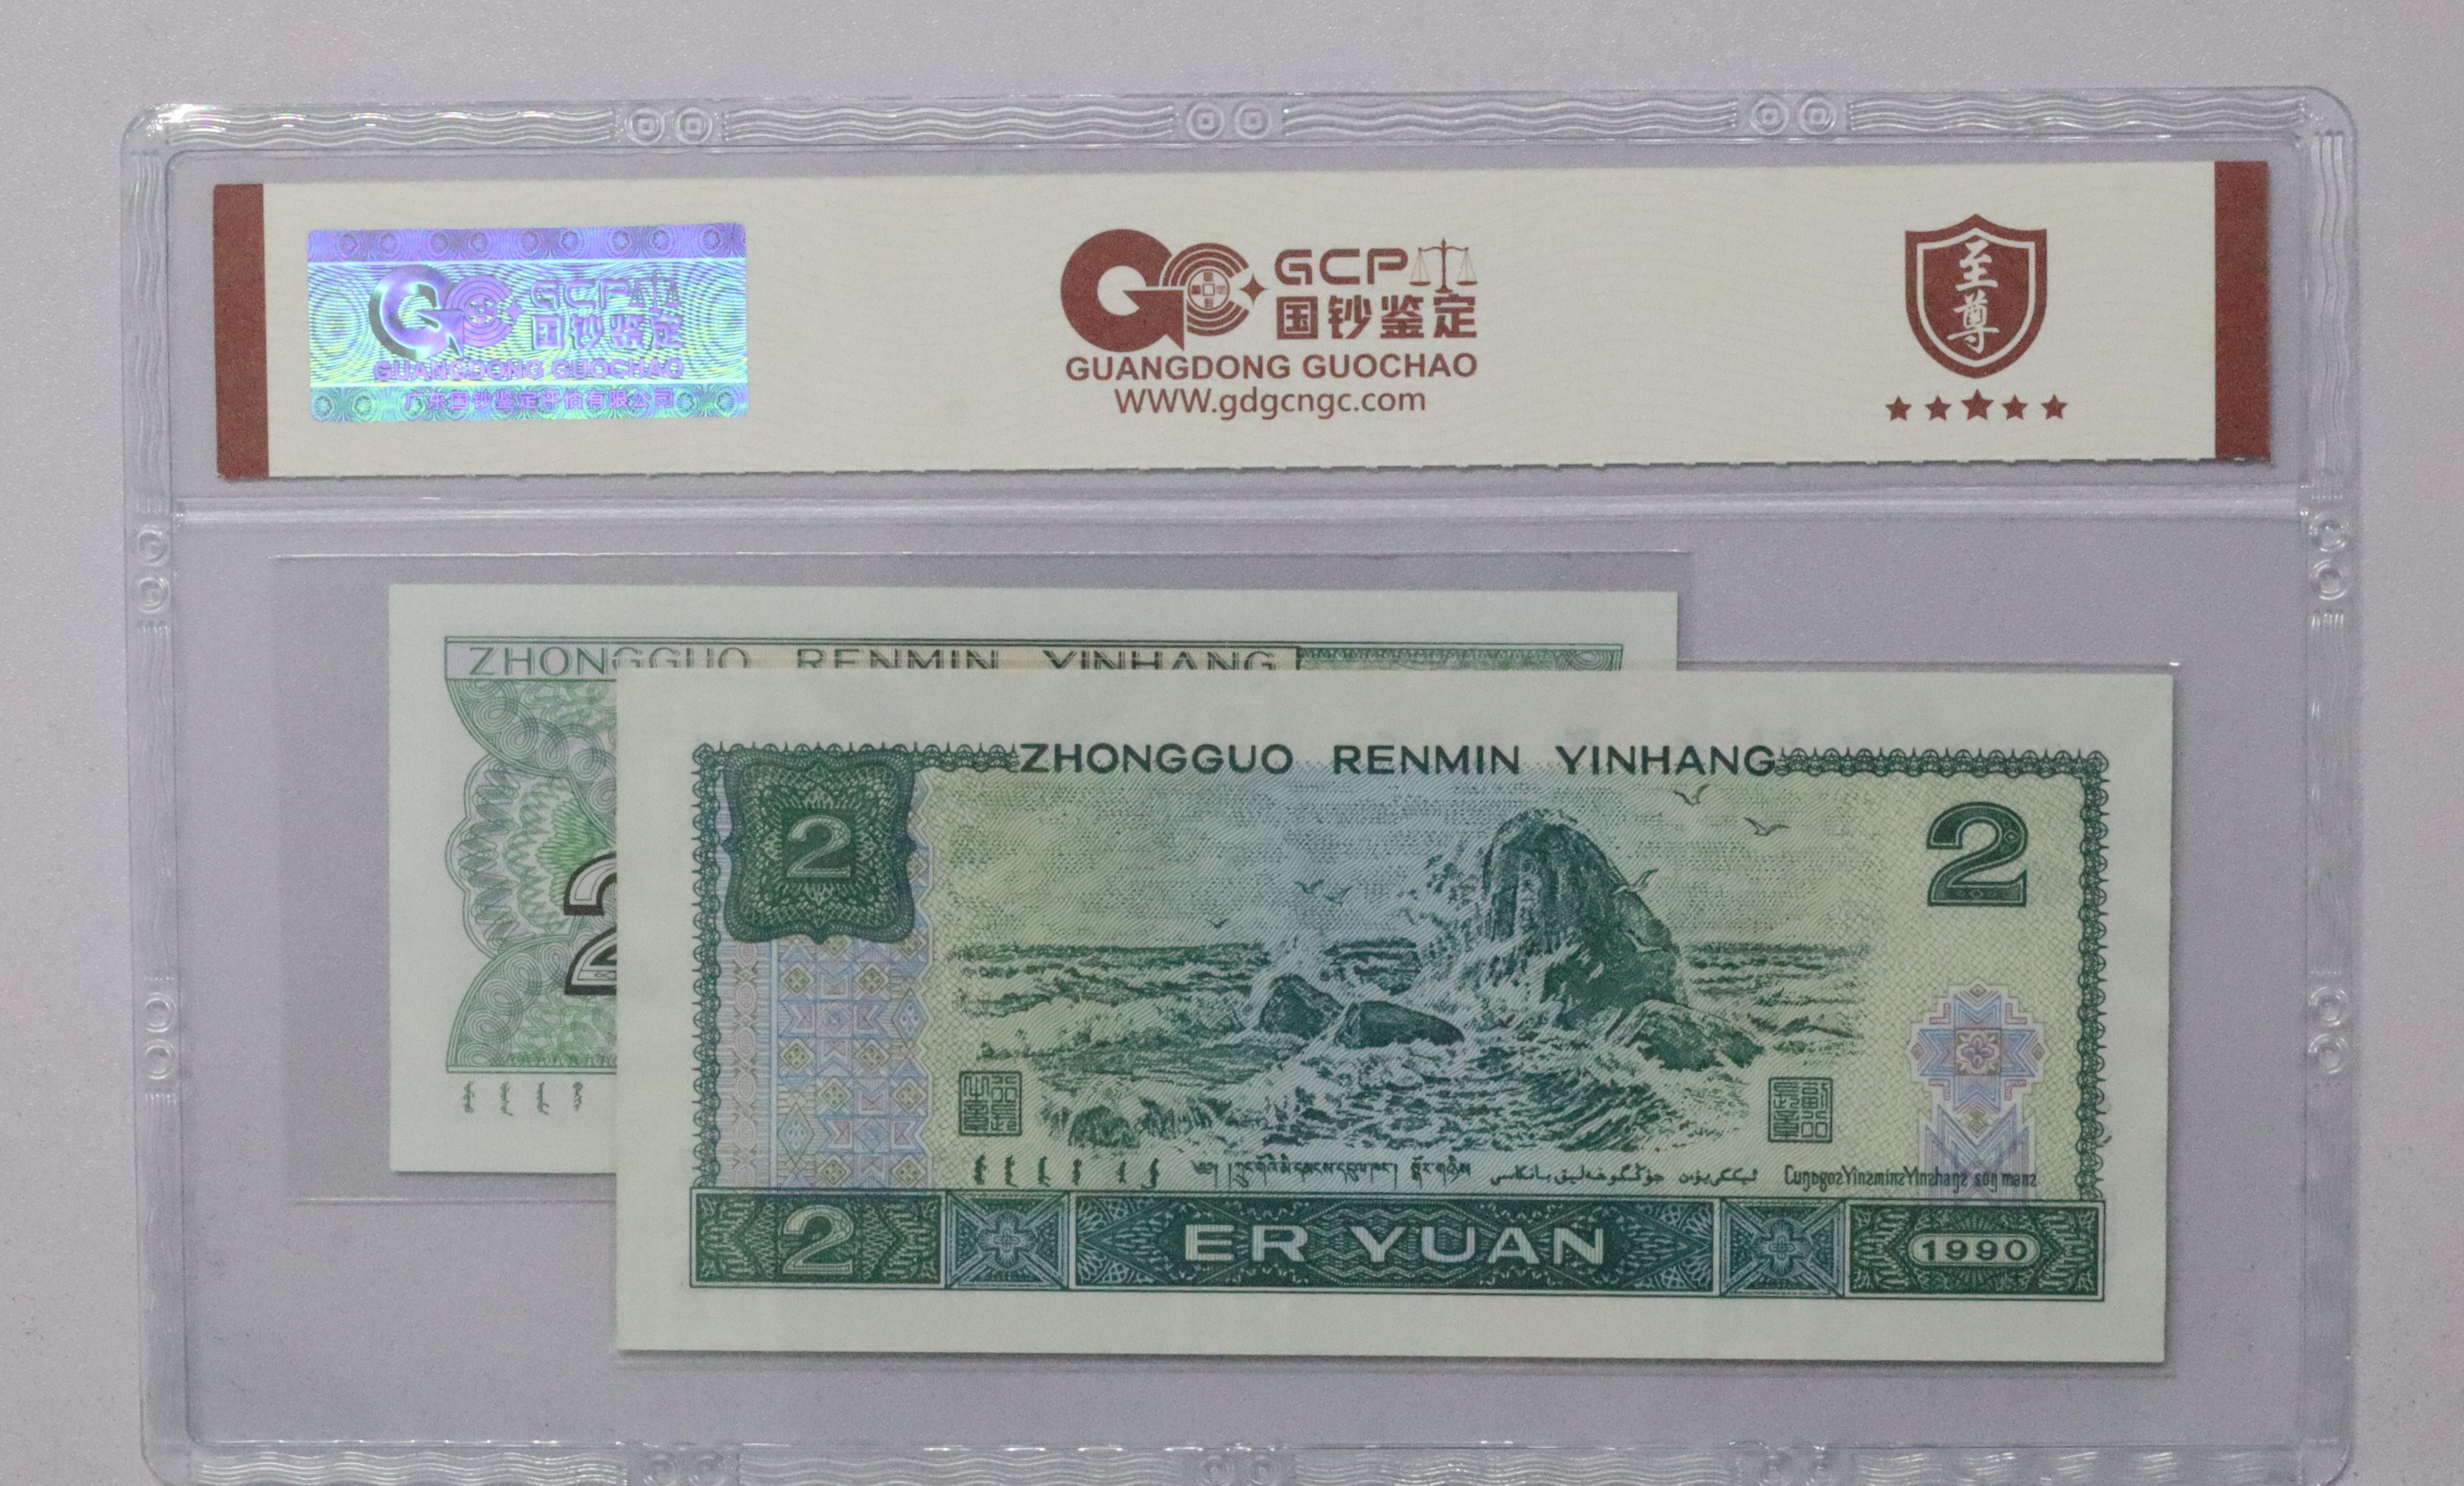 GCP
国钞鉴定
GUANGDONG GUOCHAO
广东国钞鉴定评估有限公司
GCP
国钞鉴定
GUANGDONG GUOCHAO
WWW.gdgcngc.com
至尊
ZHONGGUO RENMIN YINHANG
2
ZHONGGUO RENMIN YINHANG
2
2
2
ER YUAN
1990